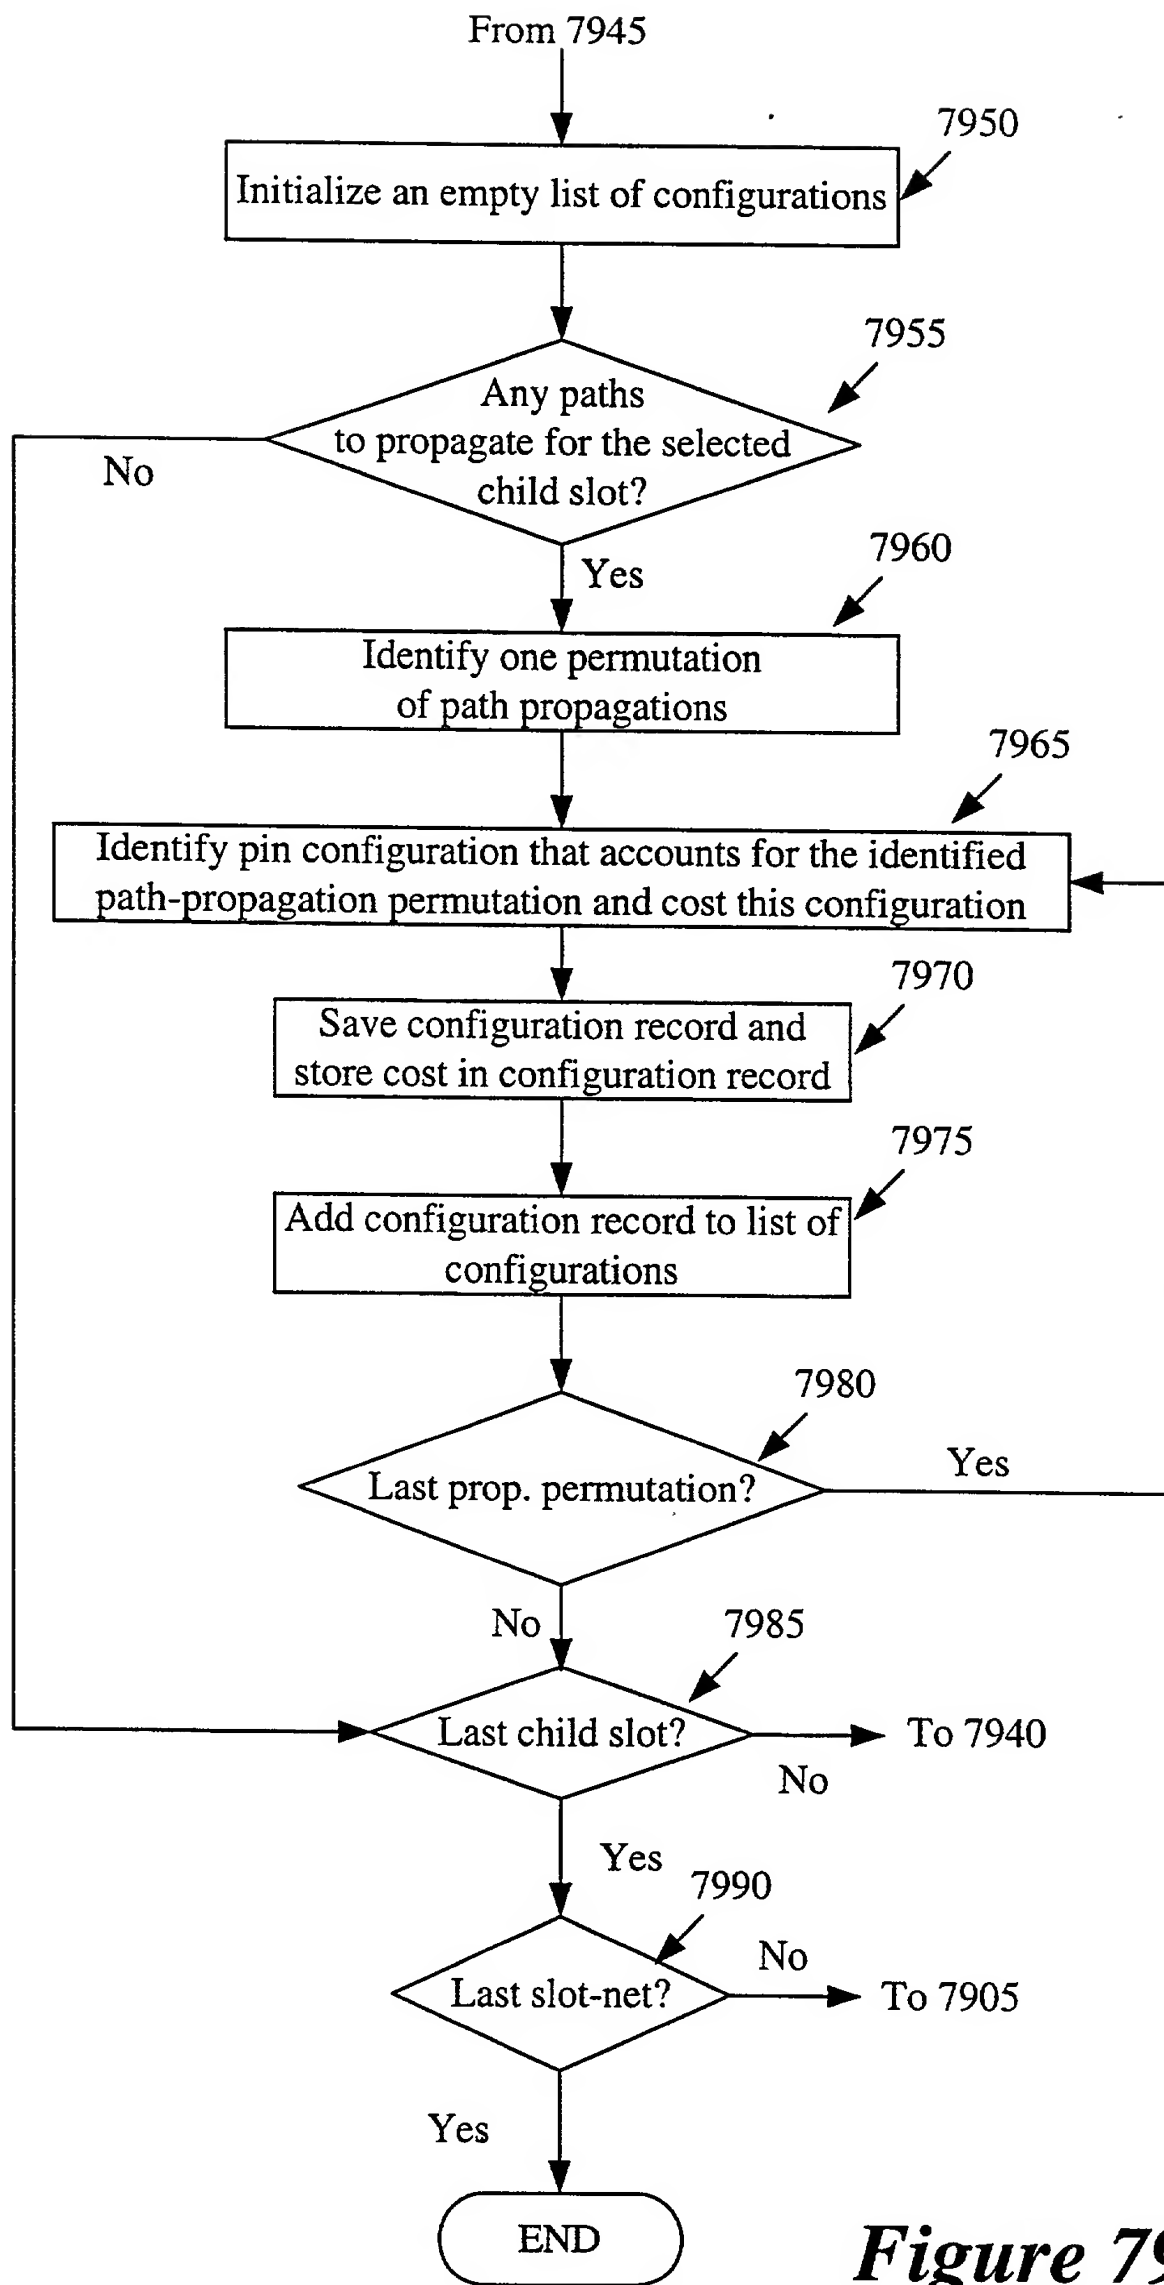 From 7945
7950
Initialize an empty list of configurations
7955
Any paths
to propagate for the selected
child slot?
No
Yes
7960
Identify one permutation
of path propagations
7965
Identify pin configuration that accounts for the identified
path-propagation permutation and cost this configuration
7970
Save configuration record and
store cost in configuration record
7975
Add configuration record to list of
configurations
7980
Last prop. permutation?
Yes
No
7985
Last child slot?
To 7940
No
Yes
7990
No
Last slot-net?
To 7905
Yes
END
Figure 79